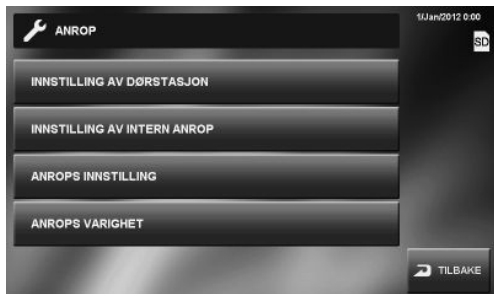 ANROP
1/Jan/2012 0:00
SD
INNSTILLING AV DØRSTASJON
INNSTILLING AV INTERN ANROP
ANROPS INNSTILLING
ANROPS VARIGHET
TILBAKE